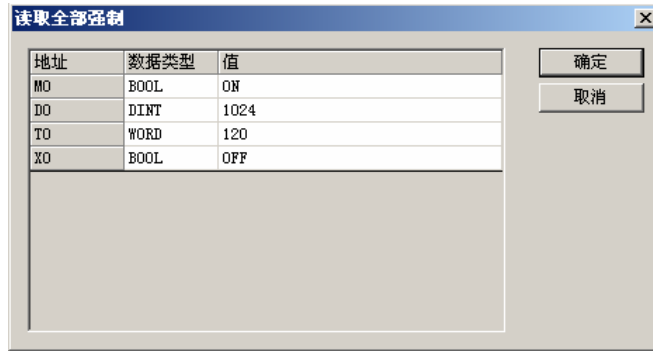 读取全部强制
地址 数据类型 值
M0 BOOL ON
D0 DINT 1024
T0 WORD 120
X0 BOOL OFF
确定
取消